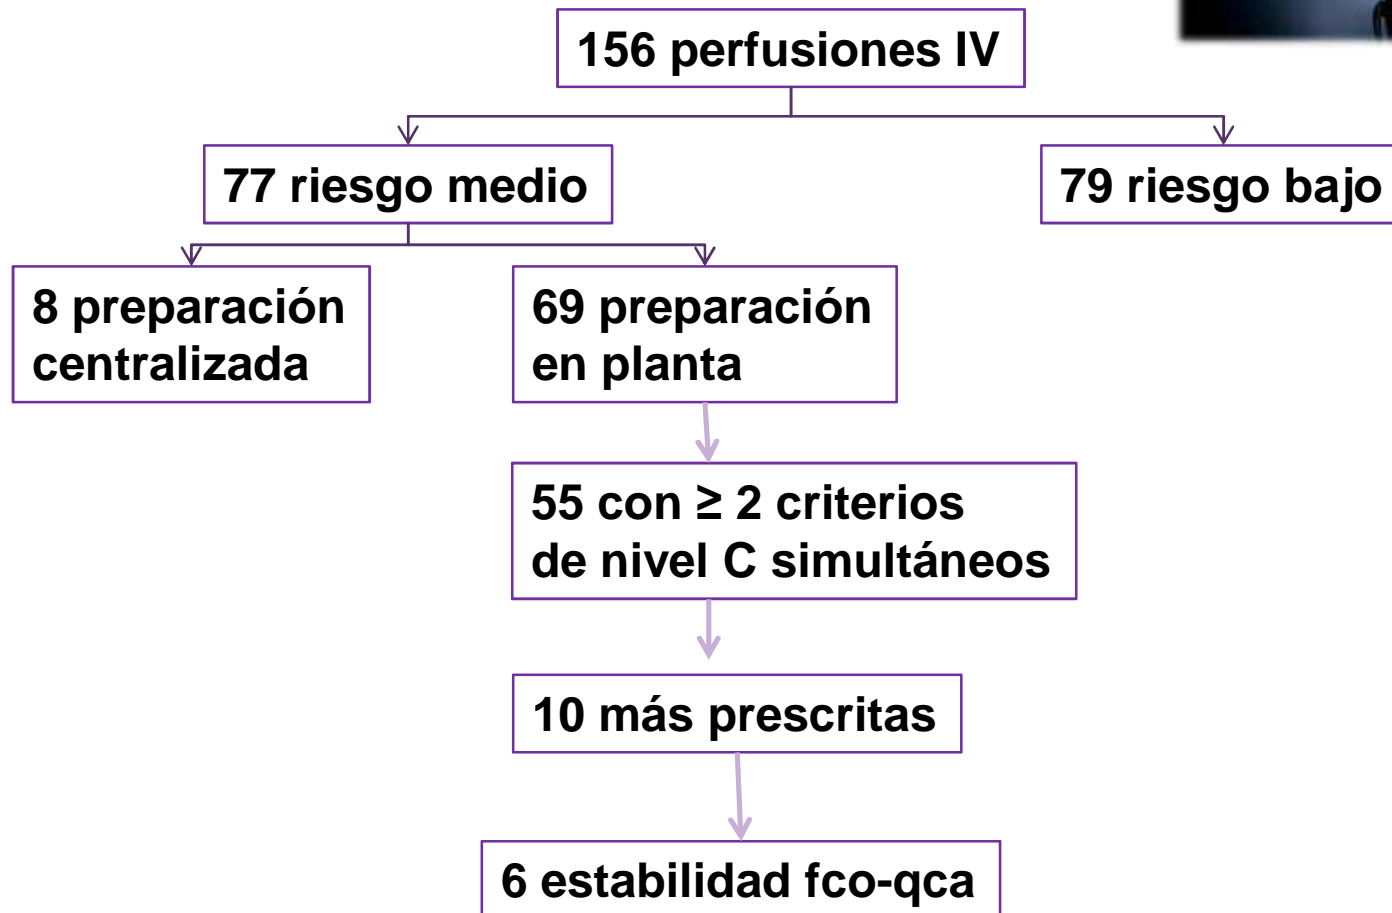 156 perfusiones IV
77 riesgo medio
79 riesgo bajo
8 preparación
centralizada
69 preparación
en planta
55 con ≥ 2 criterios
de nivel C simultáneos
10 más prescritas
6 estabilidad fco-qca